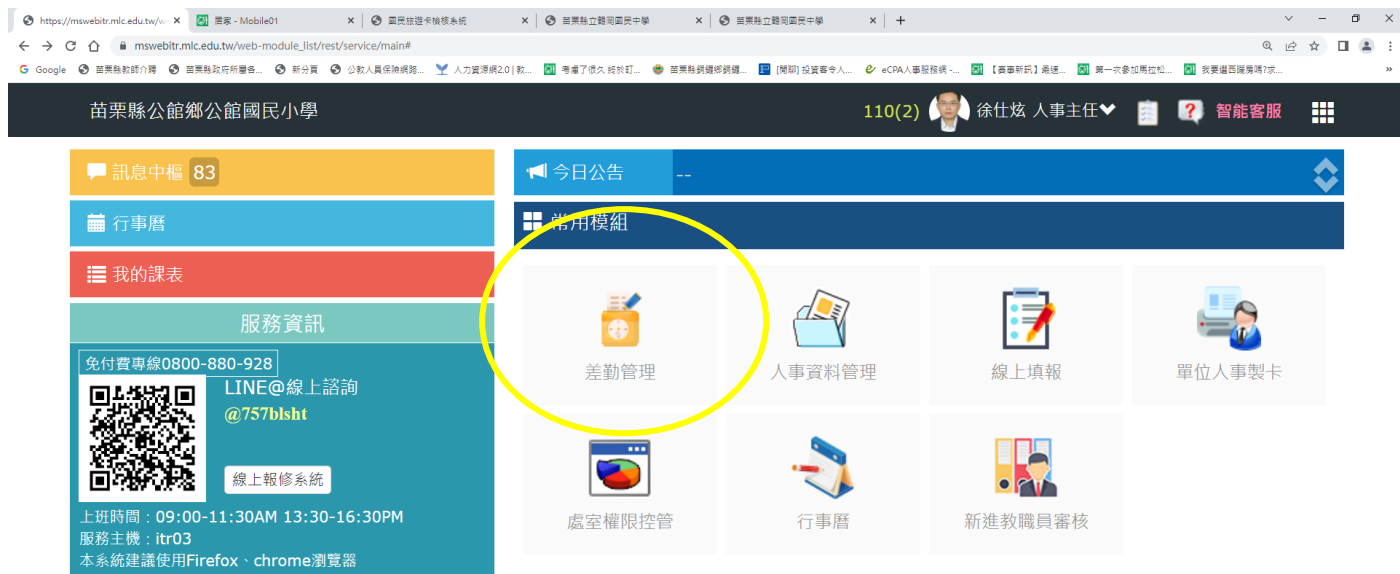 https://mswebitr.mlc.edu.tw/w
居家 - Mobile01
國民旅遊卡檢核系統
苗栗縣立鶴岡國民中學
苗栗縣立鶴岡國民中學
mswebitr.mlc.edu.tw/web-module_list/rest/service/main#
Google
苗栗縣教師介聘
苗栗縣政府所屬各...
新分頁
公教人員保險網路...
人力資源網2.0 | 教...
考慮了很久 終於訂...
苗栗縣銅鑼鄉銅鑼...
[閒聊] 投資客令人...
eCPA人事服務網 -...
【賽事新訊】最速...
第一次參加馬拉松...
我要選西屋房嗎?求...
苗栗縣公館鄉公館國民小學
110(2)
徐仕炫 人事主任
智能客服
訊息中樞 83
今日公告
--
行事曆
常用模組
我的課表
服務資訊
免付費專線0800-880-928
LINE@線上諮詢
@757blsht
線上報修系統
上班時間：09:00-11:30AM 13:30-16:30PM
服務主機：itr03
本系統建議使用Firefox、chrome瀏覽器
差勤管理
人事資料管理
線上填報
單位人事製卡
處室權限控管
行事曆
新進教職員審核